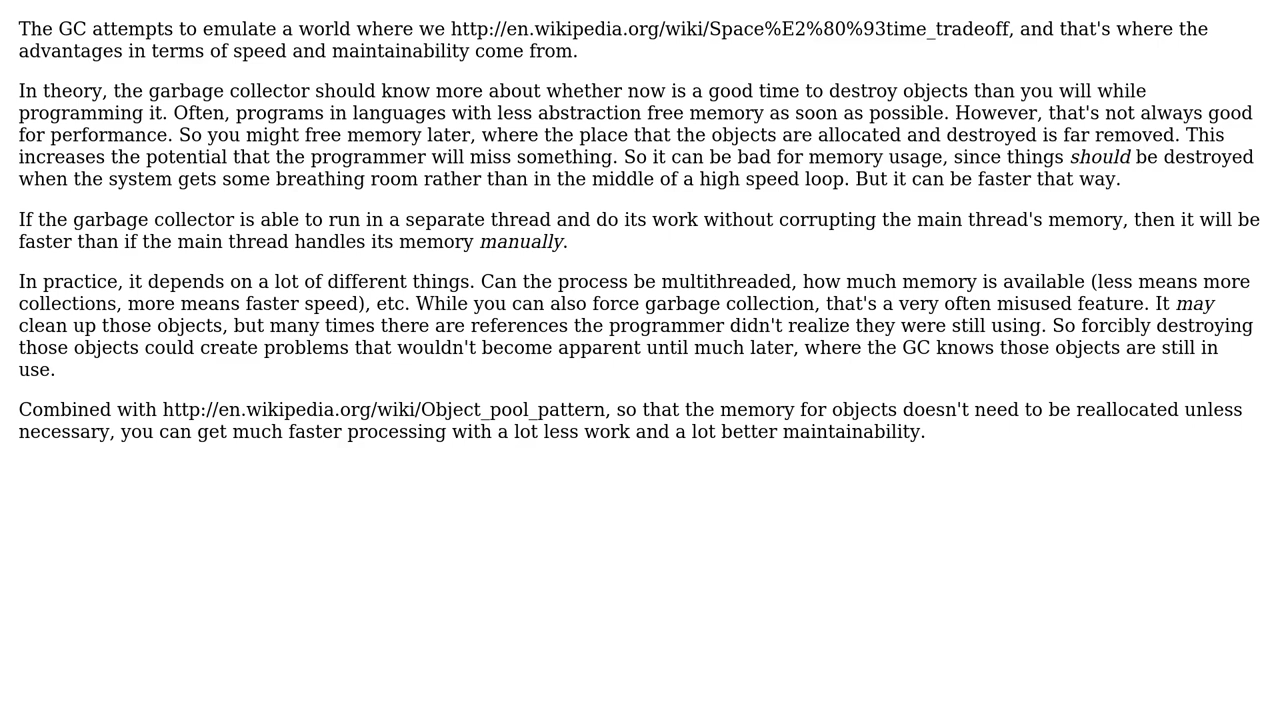 The GC attempts to emulate a world where we http://en.wikipedia.org/wiki/Space%E2%80%93time_tradeoff, and that's where the
advantages in terms of speed and maintainability come from.
In theory, the garbage collector should know more about whether now is a good time to destroy objects than you will while
programming it. Often, programs in languages with less abstraction free memory as soon as possible. However, that's not always good
for performance. So you might free memory later, where the place that the objects are allocated and destroyed is far removed. This
increases the potential that the programmer will miss something. So it can be bad for memory usage, since things should be destroyed
when the system gets some breathing room rather than in the middle of a high speed loop. But it can be faster that way.
If the garbage collector is able to run in a separate thread and do its work without corrupting the main thread's memory, then it will be
faster than if the main thread handles its memory manually.
In practice, it depends on a lot of different things. Can the process be multithreaded, how much memory is available (less means more
collections, more means faster speed), etc. While you can also force garbage collection, that's a very often misused feature. It may
clean up those objects, but many times there are references the programmer didn't realize they were still using. So forcibly destroying
those objects could create problems that wouldn't become apparent until much later, where the GC knows those objects are still in
use.
Combined with http://en.wikipedia.org/wiki/Object_pool_pattern, so that the memory for objects doesn't need to be reallocated unless
necessary, you can get much faster processing with a lot less work and a lot better maintainability.